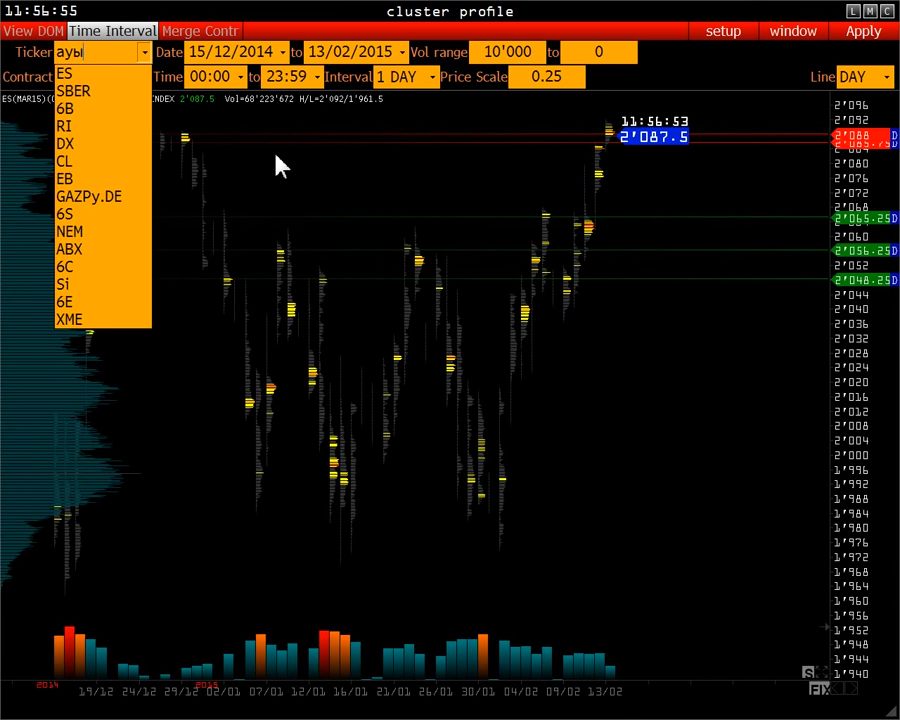 11:56:55
cluster profile
L M C
View DOM Time Interval Merge Contr
setup window Apply
Ticker ауы Date 15/12/2014 to 13/02/2015 Vol range 10'000 to 0
Contract Time 00:00 to 23:59 Interval 1 DAY Price Scale 0.25 Line DAY
ES
SBER
6B
RI
DX
CL
EB
GAZPy.DE
6S
NEM
ABX
6C
Si
6E
XME
INDEX 2'087.5 Vol=68'223'672 H/L=2'092/1'961.5
11:56:53
2'087.5
2'096
2'092
2'088 D
2'085.75 D
2'080
2'076
2'072
2'068
2'065.25 D
2'060
2'056.25 D
2'052
2'048.25 D
2'044
2'040
2'036
2'032
2'028
2'024
2'020
2'016
2'012
2'008
2'004
2'000
1'996
1'992
1'988
1'984
1'980
1'976
1'972
1'968
1'964
1'960
1'956
1'952
1'948
1'944
1'940
S
FIX
2014 2015
19/12 24/12 29/12 02/01 07/01 12/01 16/01 21/01 26/01 30/01 04/02 09/02 13/02